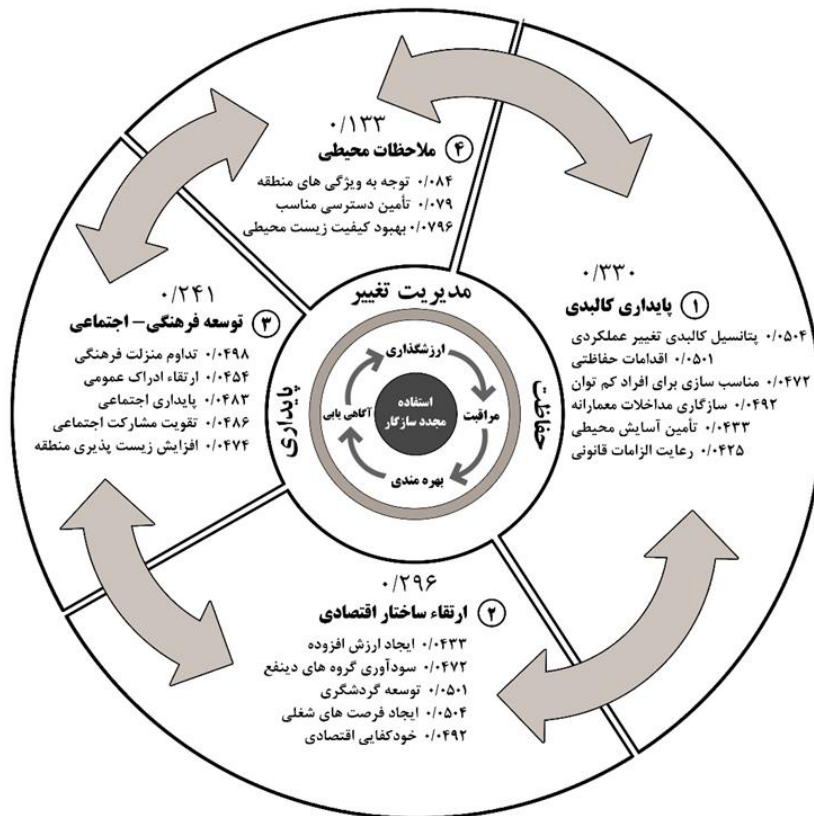 ۰/۱۳۳
۴ ملاحظات محیطی
۰/۰۸۴ توجه به ویژگی های منطقه
۰/۰۷۹ تأمین دسترسی مناسب
۰/۰۷۹۶ بهبود کیفیت زیست محیطی
۰/۳۳۰
۱ پایداری کالبدی
۰/۰۵۰۴ پتانسیل کالبدی تغییر عملکردی
۰/۰۵۰۱ اقدامات حفاظتی
۰/۰۴۷۲ مناسب سازی برای افراد کم توان
۰/۰۴۹۲ سازگاری مداخلات معمارانه
۰/۰۴۳۳ تأمین آسایش محیطی
۰/۰۴۲۵ رعایت الزامات قانونی
۰/۲۴۱
۳ توسعه فرهنگی- اجتماعی
۰/۰۴۹۸ تداوم منزلت فرهنگی
۰/۰۴۵۴ ارتقاء ادراک عمومی
۰/۰۴۸۳ پایداری اجتماعی
۰/۰۴۸۶ تقویت مشارکت اجتماعی
۰/۰۴۷۴ افزایش زیست پذیری منطقه
مدیریت تغییر
حفاظت
پایداری
ارزشگذاری
مراقبت
بهره مندی
آگاهی یابی
استفاده
مجدد سازگار
۰/۲۹۶
۲ ارتقاء ساختار اقتصادی
۰/۰۴۳۳ ایجاد ارزش افزوده
۰/۰۴۷۲ سودآوری گروه های دینفع
۰/۰۵۰۱ توسعه گردشگری
۰/۰۵۰۴ ایجاد فرصت های شغلی
۰/۰۴۹۲ خودکفایی اقتصادی